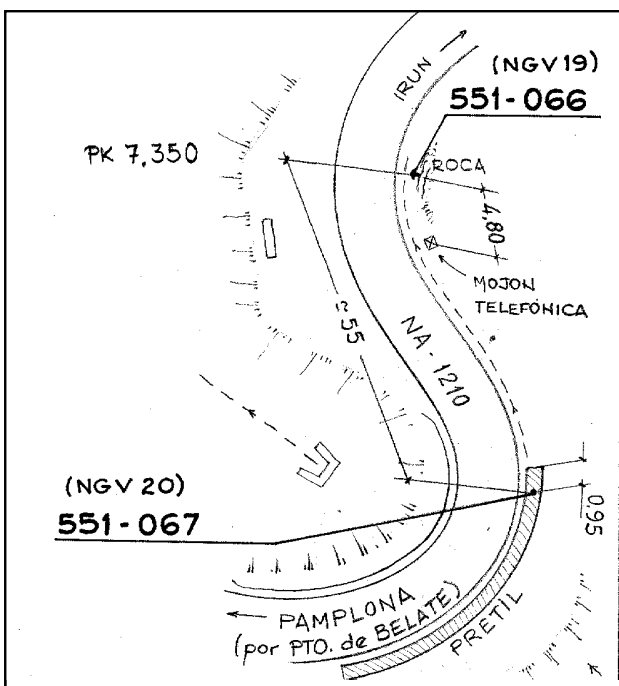 IRUN
(NGV19)
551-066
PK 7,350
ROCA
4,80
MOJON
TELEFÓNICA
≈55
NA-1210
(NGV 20)
551-067
0,95
PAMPLONA
(por PTO. de BELATE)
PRETIL